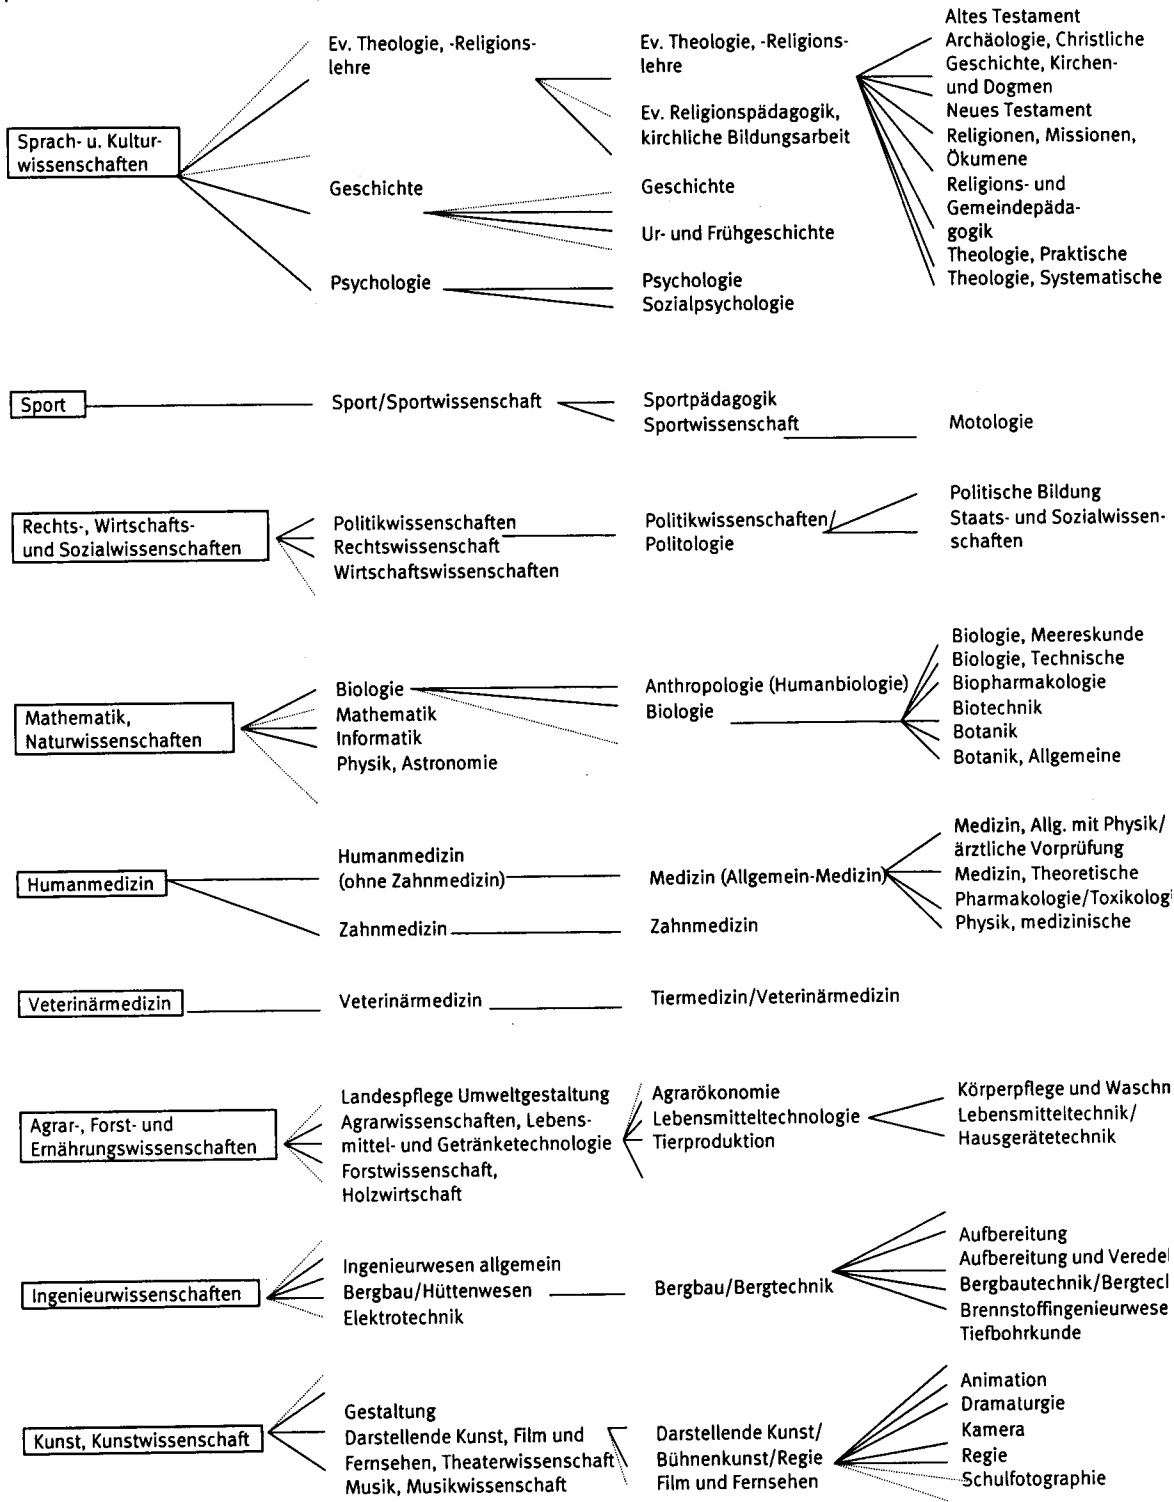 Sprach- u. Kultur-
wissenschaften
Ev. Theologie, -Religions-
lehre
Geschichte
Psychologie
Ev. Theologie, -Religions-
lehre
Ev. Religionspädagogik,
kirchliche Bildungsarbeit
Geschichte
Ur- und Frühgeschichte
Psychologie
Sozialpsychologie
Altes Testament
Archäologie, Christliche
Geschichte, Kirchen-
und Dogmen
Neues Testament
Religionen, Missionen,
Ökumene
Religions- und
Gemeindepäda-
gogik
Theologie, Praktische
Theologie, Systematische
Sport
Sport/Sportwissenschaft
Sportpädagogik
Sportwissenschaft
Motologie
Rechts-, Wirtschafts-
und Sozialwissenschaften
Politikwissenschaften
Rechtswissenschaft
Wirtschaftswissenschaften
Politikwissenschaften/
Politologie
Politische Bildung
Staats- und Sozialwissen-
schaften
Mathematik,
Naturwissenschaften
Biologie
Mathematik
Informatik
Physik, Astronomie
Anthropologie (Humanbiologie)
Biologie
Biologie, Meereskunde
Biologie, Technische
Biopharmakologie
Biotechnik
Botanik
Botanik, Allgemeine
Humanmedizin
Humanmedizin
(ohne Zahnmedizin)
Zahnmedizin
Medizin (Allgemein-Medizin)
Zahnmedizin
Medizin, Allg. mit Physik/
ärztliche Vorprüfung
Medizin, Theoretische
Pharmakologie/Toxikologi
Physik, medizinische
Veterinärmedizin
Veterinärmedizin
Tiermedizin/Veterinärmedizin
Agrar-, Forst- und
Ernährungswissenschaften
Landespflege Umweltgestaltung
Agrarwissenschaften, Lebens-
mittel- und Getränketechnologie
Forstwissenschaft,
Holzwirtschaft
Agrarökonomie
Lebensmitteltechnologie
Tierproduktion
Körperpflege und Waschm
Lebensmitteltechnik/
Hausgerätetechnik
Ingenieurwissenschaften
Ingenieurwesen allgemein
Bergbau/Hüttenwesen
Elektrotechnik
Bergbau/Bergtechnik
Aufbereitung
Aufbereitung und Veredel
Bergbautechnik/Bergtecl
Brennstoffingenieurwese
Tiefbohrkunde
Kunst, Kunstwissenschaft
Gestaltung
Darstellende Kunst, Film und
Fernsehen, Theaterwissenschaft
Musik, Musikwissenschaft
Darstellende Kunst/
Bühnenkunst/Regie
Film und Fernsehen
Animation
Dramaturgie
Kamera
Regie
Schulfotographie